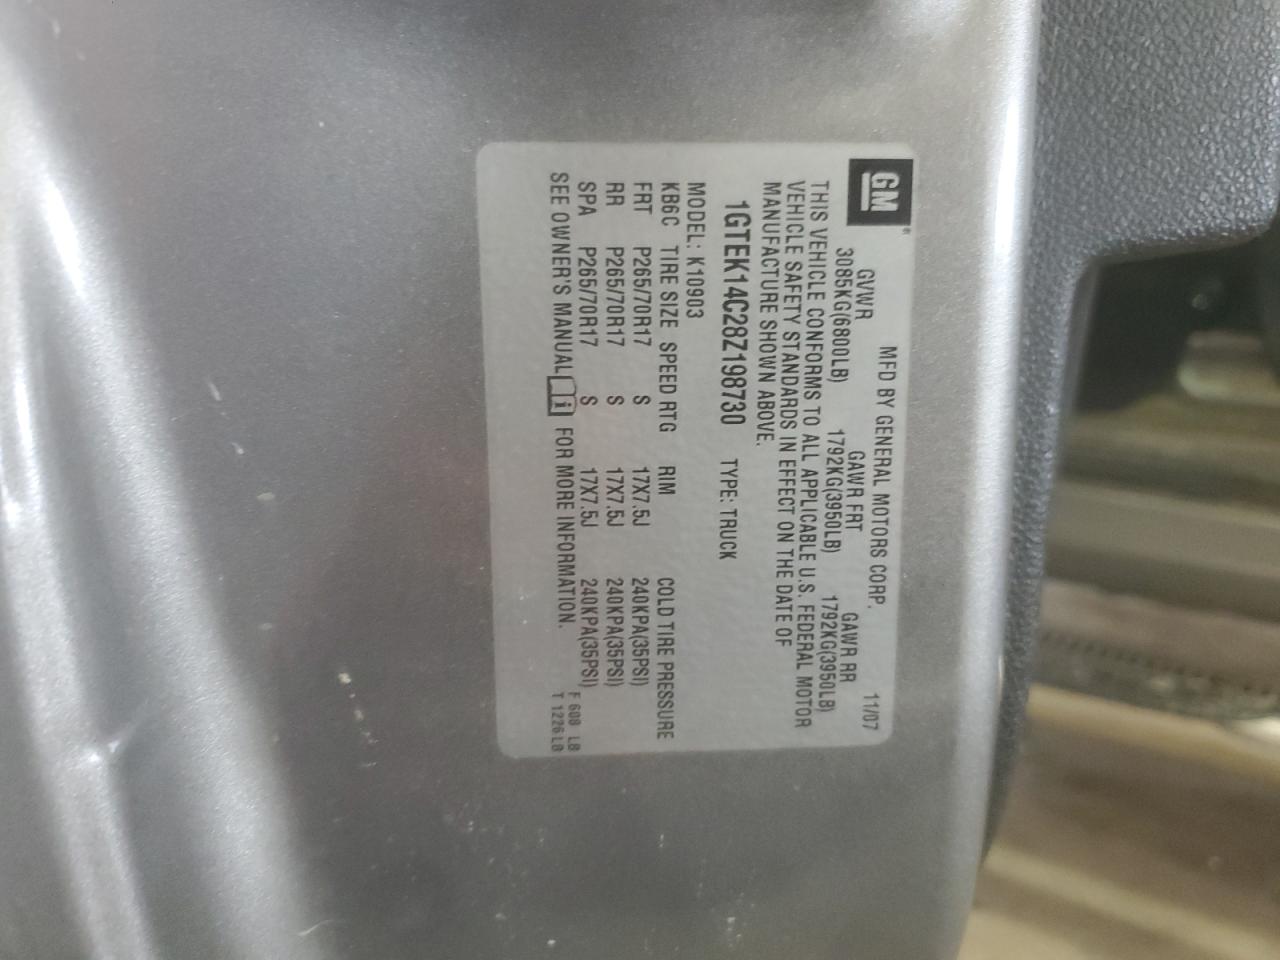 GM®
MFD BY GENERAL MOTORS CORP. 11/07
GVWR GAWR FRT GAWR RR
3085KG(6800LB) 1792KG(3950LB) 1792KG(3950LB)
THIS VEHICLE CONFORMS TO ALL APPLICABLE U.S. FEDERAL MOTOR
VEHICLE SAFETY STANDARDS IN EFFECT ON THE DATE OF
MANUFACTURE SHOWN ABOVE.
1GTEK14C28Z198730 TYPE: TRUCK
MODEL: K10903
KB6C TIRE SIZE SPEED RTG RIM COLD TIRE PRESSURE
FRT P265/70R17 S 17X7.5J 240KPA(35PSI)
RR P265/70R17 S 17X7.5J 240KPA(35PSI)
SPA P265/70R17 S 17X7.5J 240KPA(35PSI)
SEE OWNER'S MANUAL i FOR MORE INFORMATION.
F 608 LB
T 1226 LB